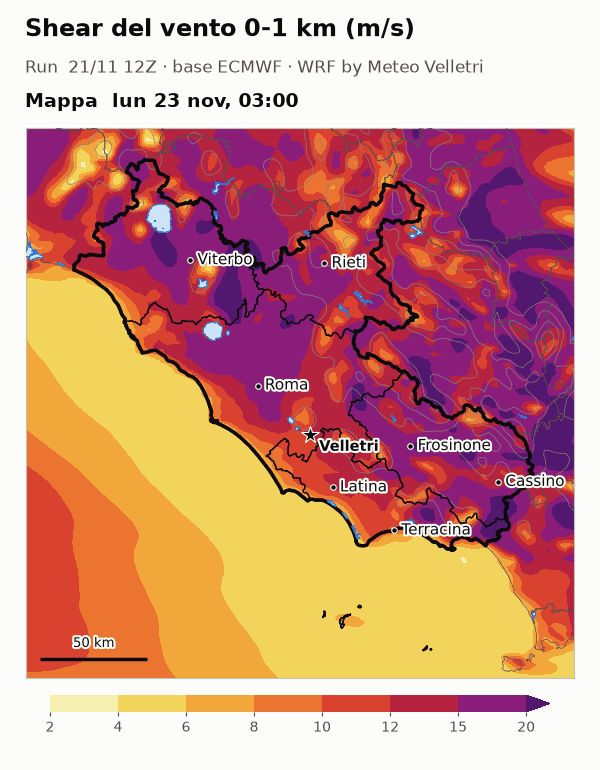 Shear del vento 0-1 km (m/s)
Run  21/11 12Z · base ECMWF · WRF by Meteo Velletri
Mappa  lun 23 nov, 03:00
Viterbo
Rieti
Roma
Velletri
Frosinone
Latina
Cassino
Terracina
50 km
2 4 6 8 10 12 15 20